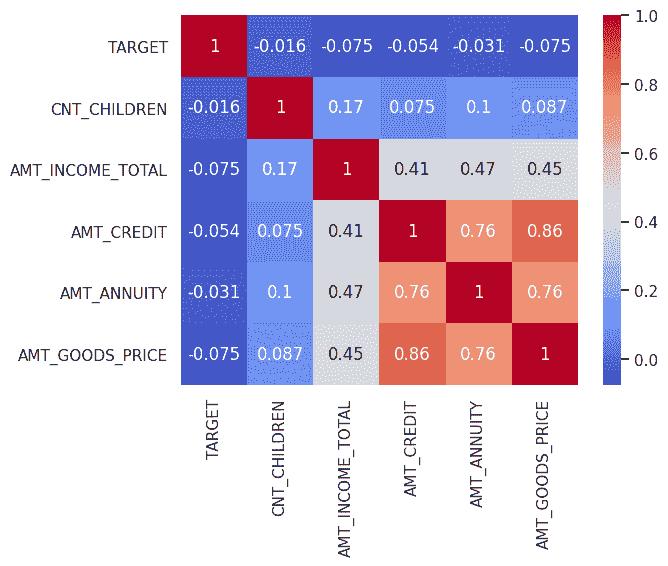 TARGET 1 -0.016 -0.075 -0.054 -0.031 -0.075
CNT_CHILDREN -0.016 1 0.17 0.075 0.1 0.087
AMT_INCOME_TOTAL -0.075 0.17 1 0.41 0.47 0.45
AMT_CREDIT -0.054 0.075 0.41 1 0.76 0.86
AMT_ANNUITY -0.031 0.1 0.47 0.76 1 0.76
AMT_GOODS_PRICE -0.075 0.087 0.45 0.86 0.76 1
TARGET
CNT_CHILDREN
AMT_INCOME_TOTAL
AMT_CREDIT
AMT_ANNUITY
AMT_GOODS_PRICE
1.0
0.8
0.6
0.4
0.2
0.0